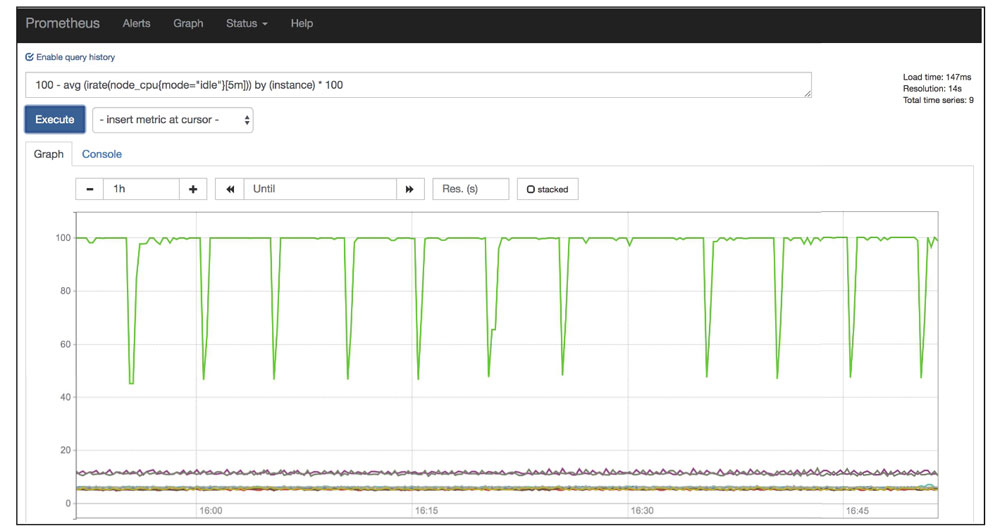 Prometheus Alerts Graph Status Help
Enable query history
100 - avg (irate(node_cpu{mode="idle"}[5m])) by (instance) * 100
Load time: 147ms
Resolution: 14s
Total time series: 9
Execute - insert metric at cursor -
Graph Console
1h Until Res. (s) stacked
100
80
60
40
20
0
16:00 16:15 16:30 16:45